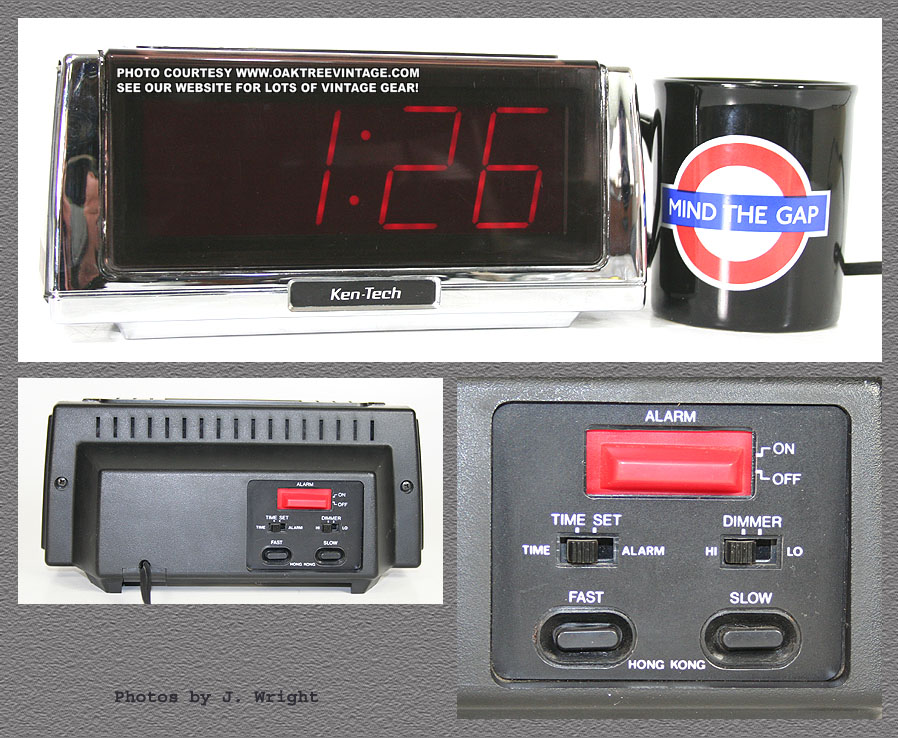 PHOTO COURTESY WWW.OAKTREEVINTAGE.COM
SEE OUR WEBSITE FOR LOTS OF VINTAGE GEAR!
1:26
Ken-Tech
MIND THE GAP
ALARM
ON
OFF
TIME SET
DIMMER
TIME
ALARM
HI
LO
FAST
SLOW
HONG KONG
ALARM
ON
OFF
TIME SET
DIMMER
TIME
ALARM
HI
LO
FAST
SLOW
HONG KONG
Photos by J. Wright